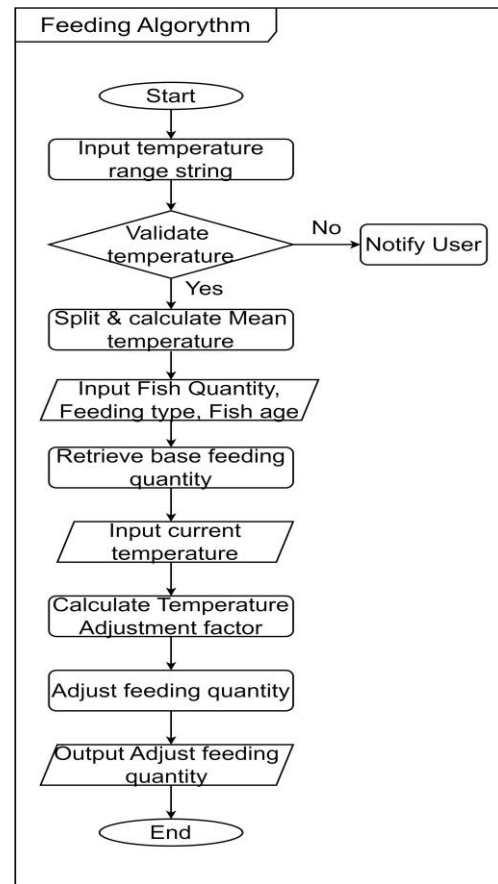 Feeding Algorythm
Start
Input temperature
range string
Validate
temperature
No
Notify User
Yes
Split & calculate Mean
temperature
Input Fish Quantity,
Feeding type, Fish age
Retrieve base feeding
quantity
Input current
temperature
Calculate Temperature
Adjustment factor
Adjust feeding quantity
Output Adjust feeding
quantity
End